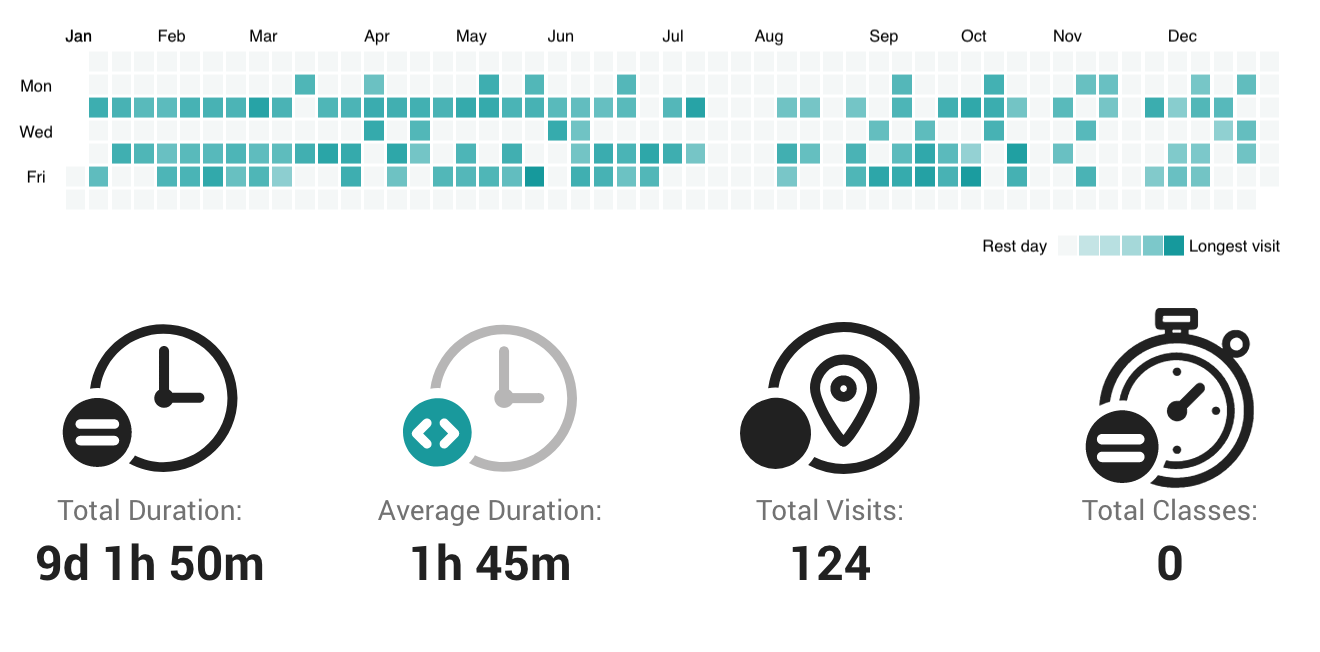 Jan Feb Mar Apr May Jun Jul Aug Sep Oct Nov Dec
Mon
Wed
Fri
Rest day Longest visit
Total Duration: Average Duration: Total Visits: Total Classes:
9d 1h 50m 1h 45m 124 0